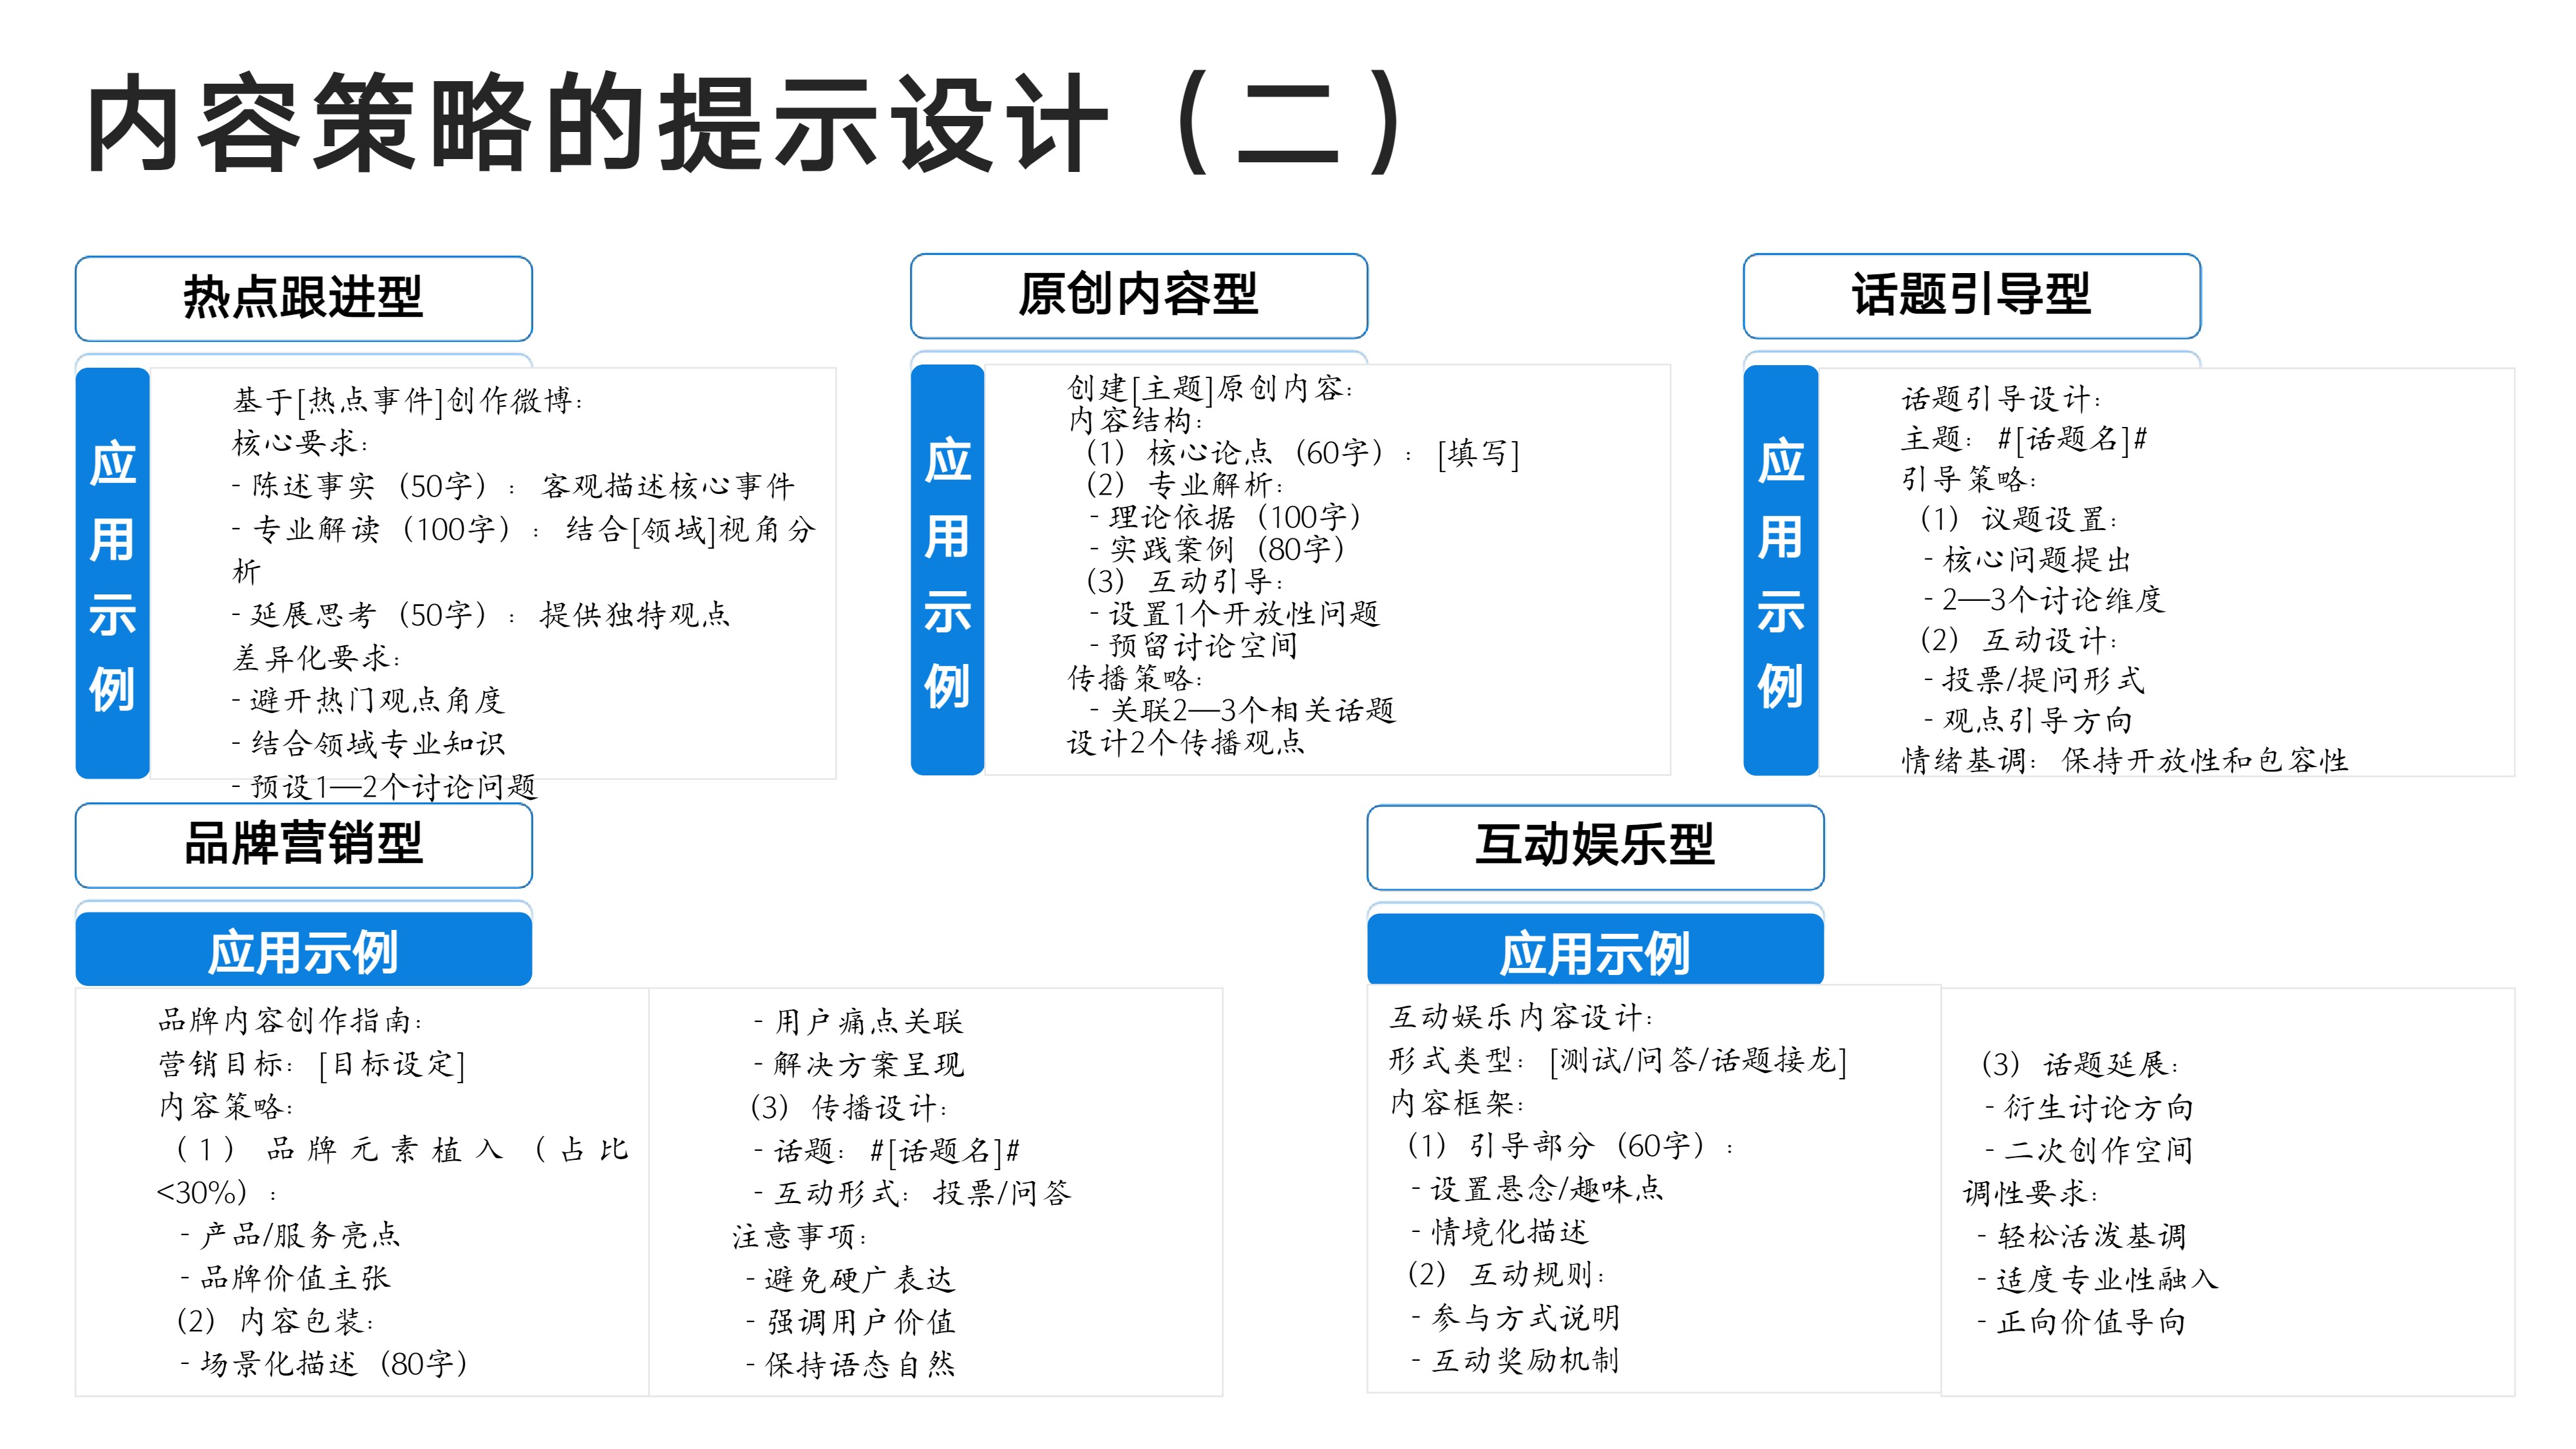 内容策略的提示设计（二）
热点跟进型
应用示例
基于[热点事件]创作微博：
核心要求：
- 陈述事实（50字）：客观描述核心事件
- 专业解读（100字）：结合[领域]视角分
析
- 延展思考（50字）：提供独特观点
差异化要求：
- 避开热门观点角度
- 结合领域专业知识
- 预设1—2个讨论问题
原创内容型
应用示例
创建[主题]原创内容：
内容结构：
（1）核心论点（60字）：[填写]
（2）专业解析：
- 理论依据（100字）
- 实践案例（80字）
（3）互动引导：
- 设置1个开放性问题
- 预留讨论空间
传播策略：
- 关联2—3个相关话题
设计2个传播观点
话题引导型
应用示例
话题引导设计：
主题：#[话题名]#
引导策略：
（1）议题设置：
- 核心问题提出
- 2—3个讨论维度
（2）互动设计：
- 投票/提问形式
- 观点引导方向
情绪基调：保持开放性和包容性
品牌营销型
应用示例
品牌内容创作指南：
营销目标：[目标设定]
内容策略：
（1）品牌元素植入（占比
<30%）：
- 产品/服务亮点
- 品牌价值主张
（2）内容包装：
- 场景化描述（80字）
- 用户痛点关联
- 解决方案呈现
（3）传播设计：
- 话题：#[话题名]#
- 互动形式：投票/问答
注意事项：
- 避免硬广表达
- 强调用户价值
- 保持语态自然
互动娱乐型
应用示例
互动娱乐内容设计：
形式类型：[测试/问答/话题接龙]
内容框架：
（1）引导部分（60字）：
- 设置悬念/趣味点
- 情境化描述
（2）互动规则：
- 参与方式说明
- 互动奖励机制
（3）话题延展：
- 衍生讨论方向
- 二次创作空间
调性要求：
- 轻松活泼基调
- 适度专业性融入
- 正向价值导向